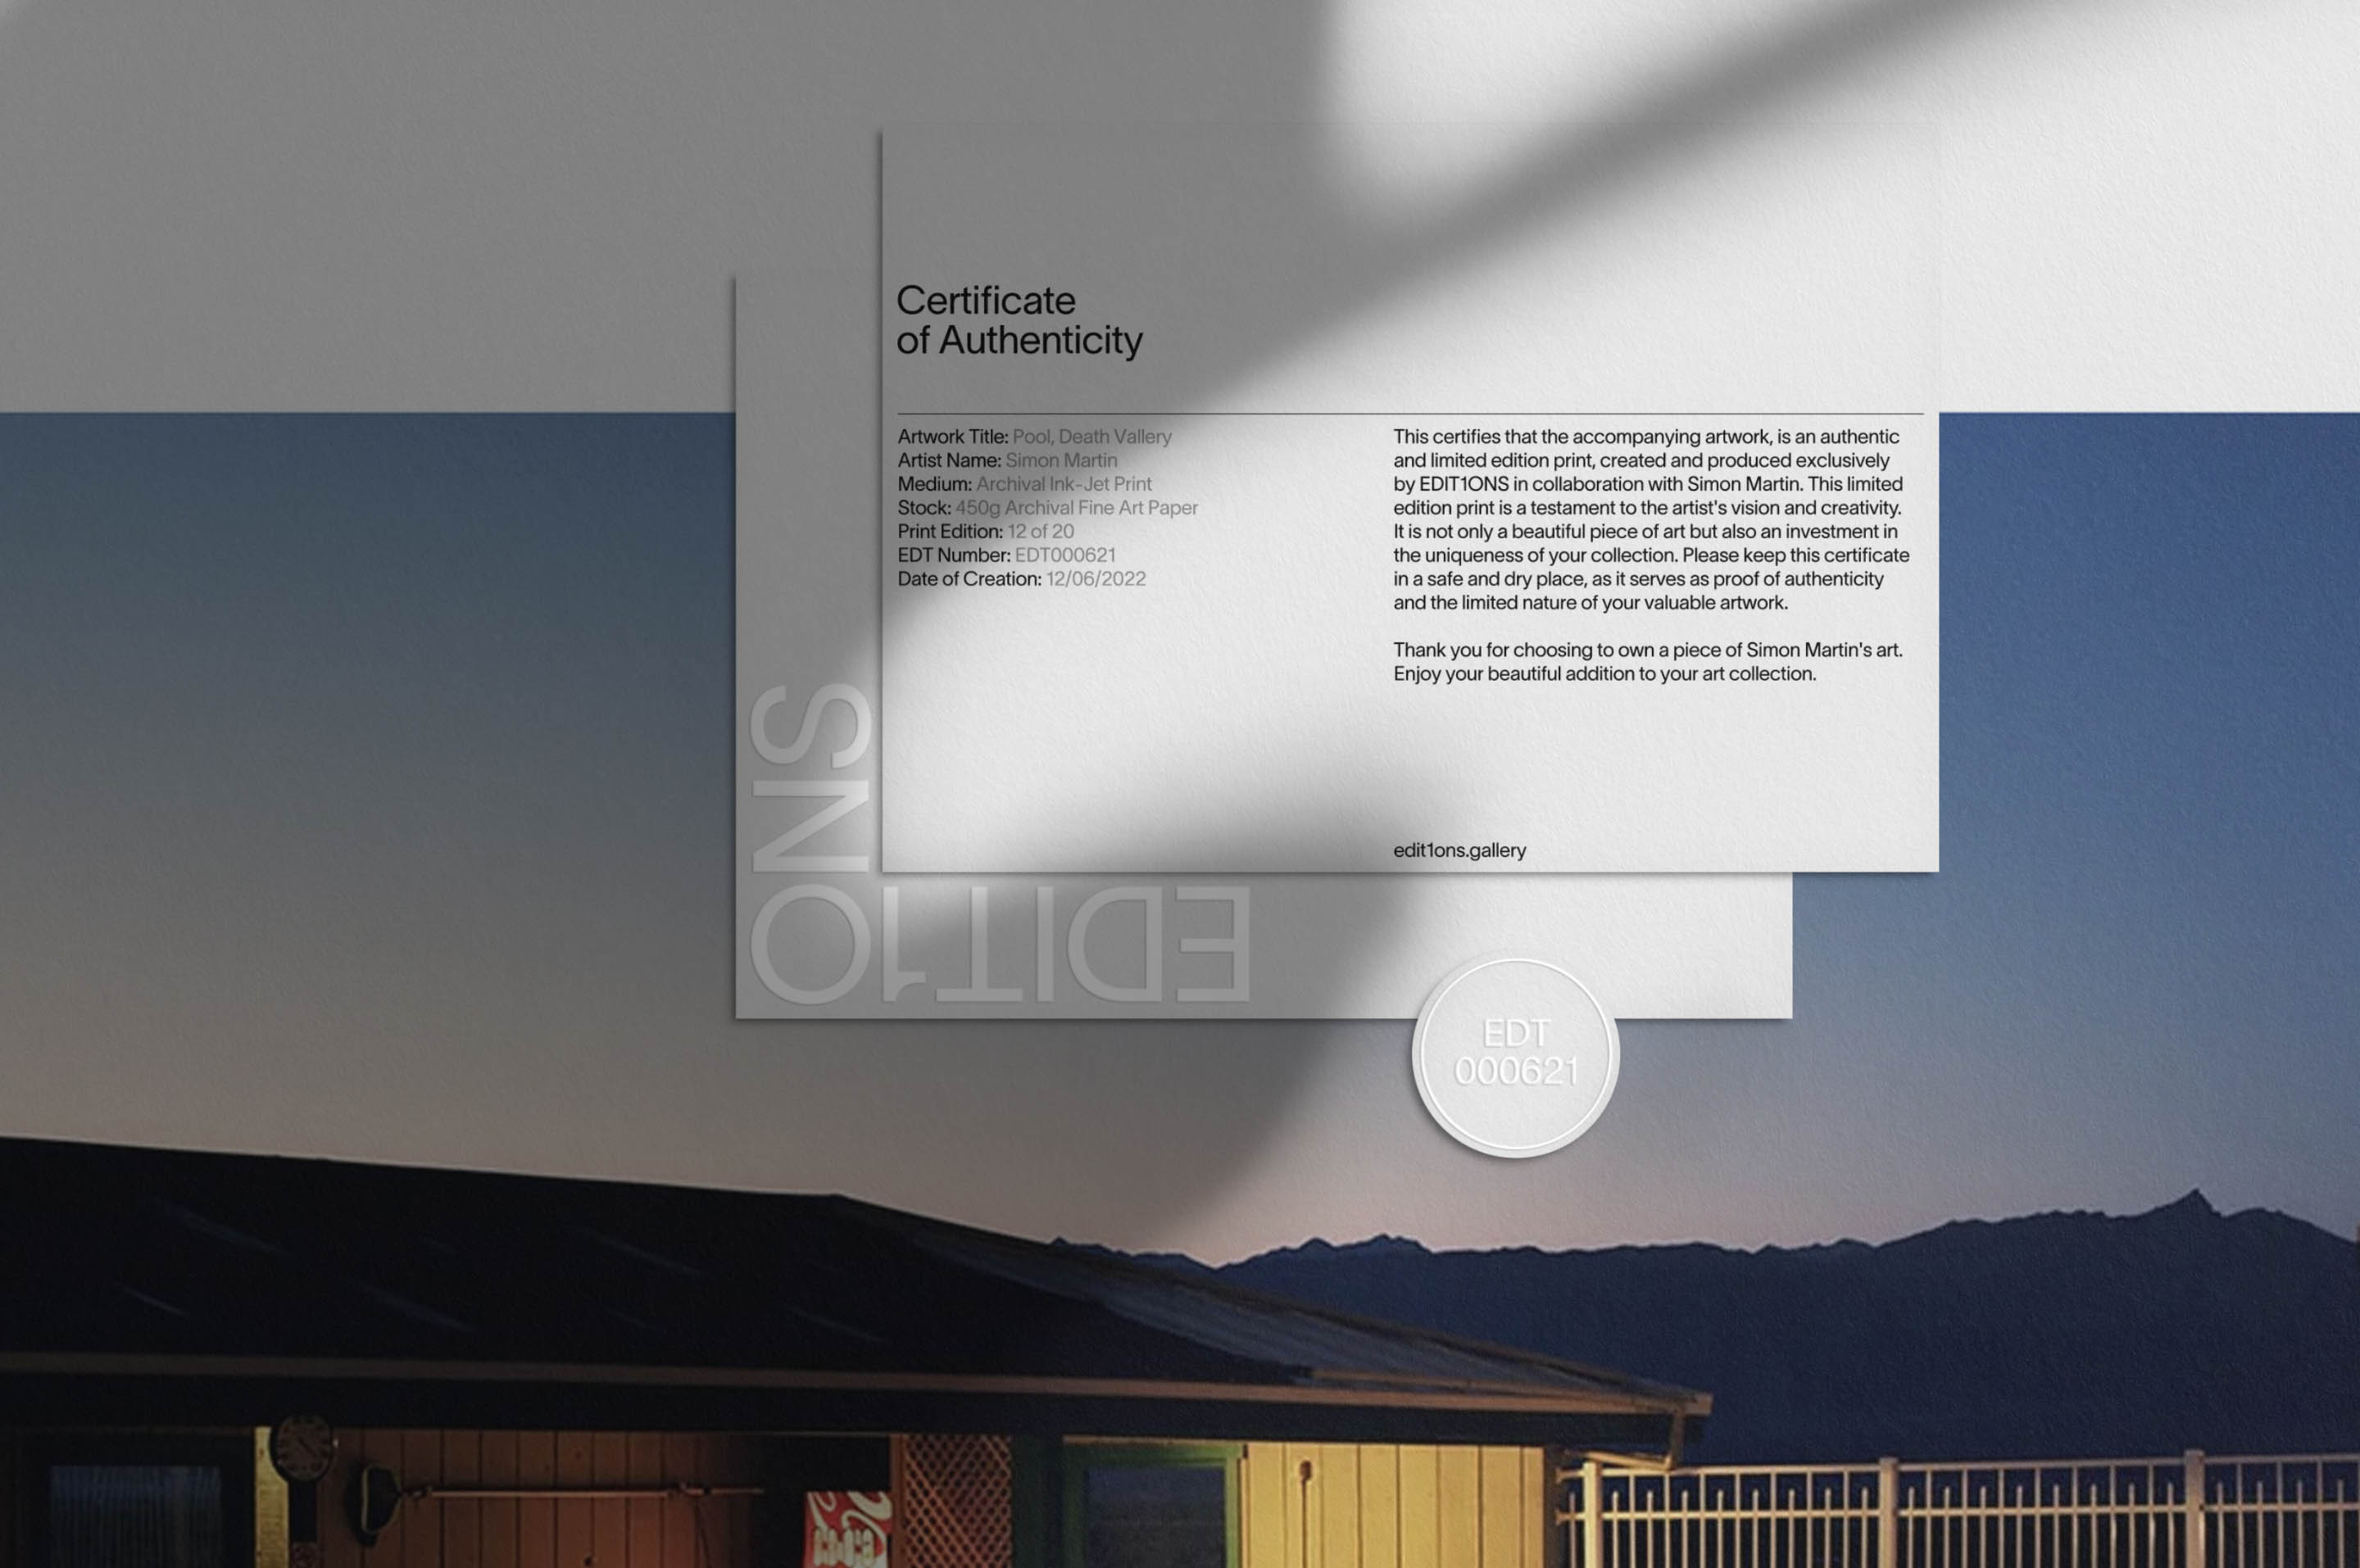 Certificate
of Authenticity
Artwork Title: Pool, Death Vallery
Artist Name: Simon Martin
Medium: Archival Ink-Jet Print
Stock: 450g Archival Fine Art Paper
Print Edition: 12 of 20
EDT Number: EDT000621
Date of Creation: 12/06/2022
This certifies that the accompanying artwork, is an authentic
and limited edition print, created and produced exclusively
by EDIT1ONS in collaboration with Simon Martin. This limited
edition print is a testament to the artist's vision and creativity.
It is not only a beautiful piece of art but also an investment in
the uniqueness of your collection. Please keep this certificate
in a safe and dry place, as it serves as proof of authenticity
and the limited nature of your valuable artwork.
Thank you for choosing to own a piece of Simon Martin's art.
Enjoy your beautiful addition to your art collection.
edit1ons.gallery
EDIT1ONS
EDT
000621